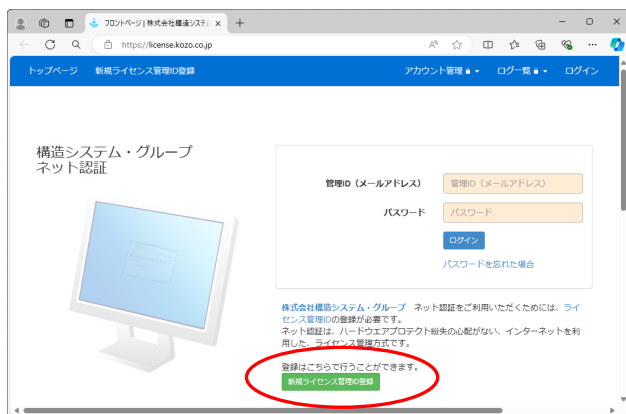 フロントページ | 株式会社構造システム
https://license.kozo.co.jp
トップページ 新規ライセンス管理ID登録 アカウント管理 ログ一覧 ログイン
構造システム・グループ
ネット認証
管理ID（メールアドレス） 管理ID（メールアドレス）
パスワード パスワード
ログイン
パスワードを忘れた場合
株式会社構造システム・グループ ネット認証をご利用いただくためには、ライ
センス管理IDの登録が必要です。
ネット認証は、ハードウエアプロテクト紛失の心配がない、インターネットを利
用した、ライセンス管理方式です。
登録はこちらで行うことができます。
新規ライセンス管理ID登録